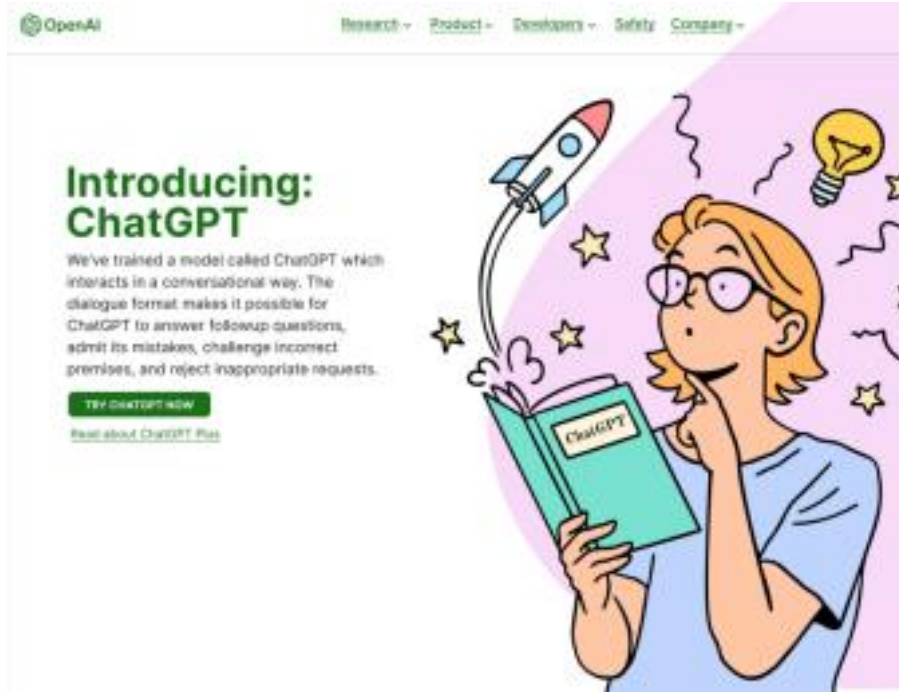 OpenAI
Research Product Developers Safety Company
Introducing:
ChatGPT
We've trained a model called ChatGPT which
interacts in a conversational way. The
dialogue format makes it possible for
ChatGPT to answer followup questions,
admit its mistakes, challenge incorrect
premises, and reject inappropriate requests.
TRY CHATGPT NOW
Read about ChatGPT Plus
ChatGPT